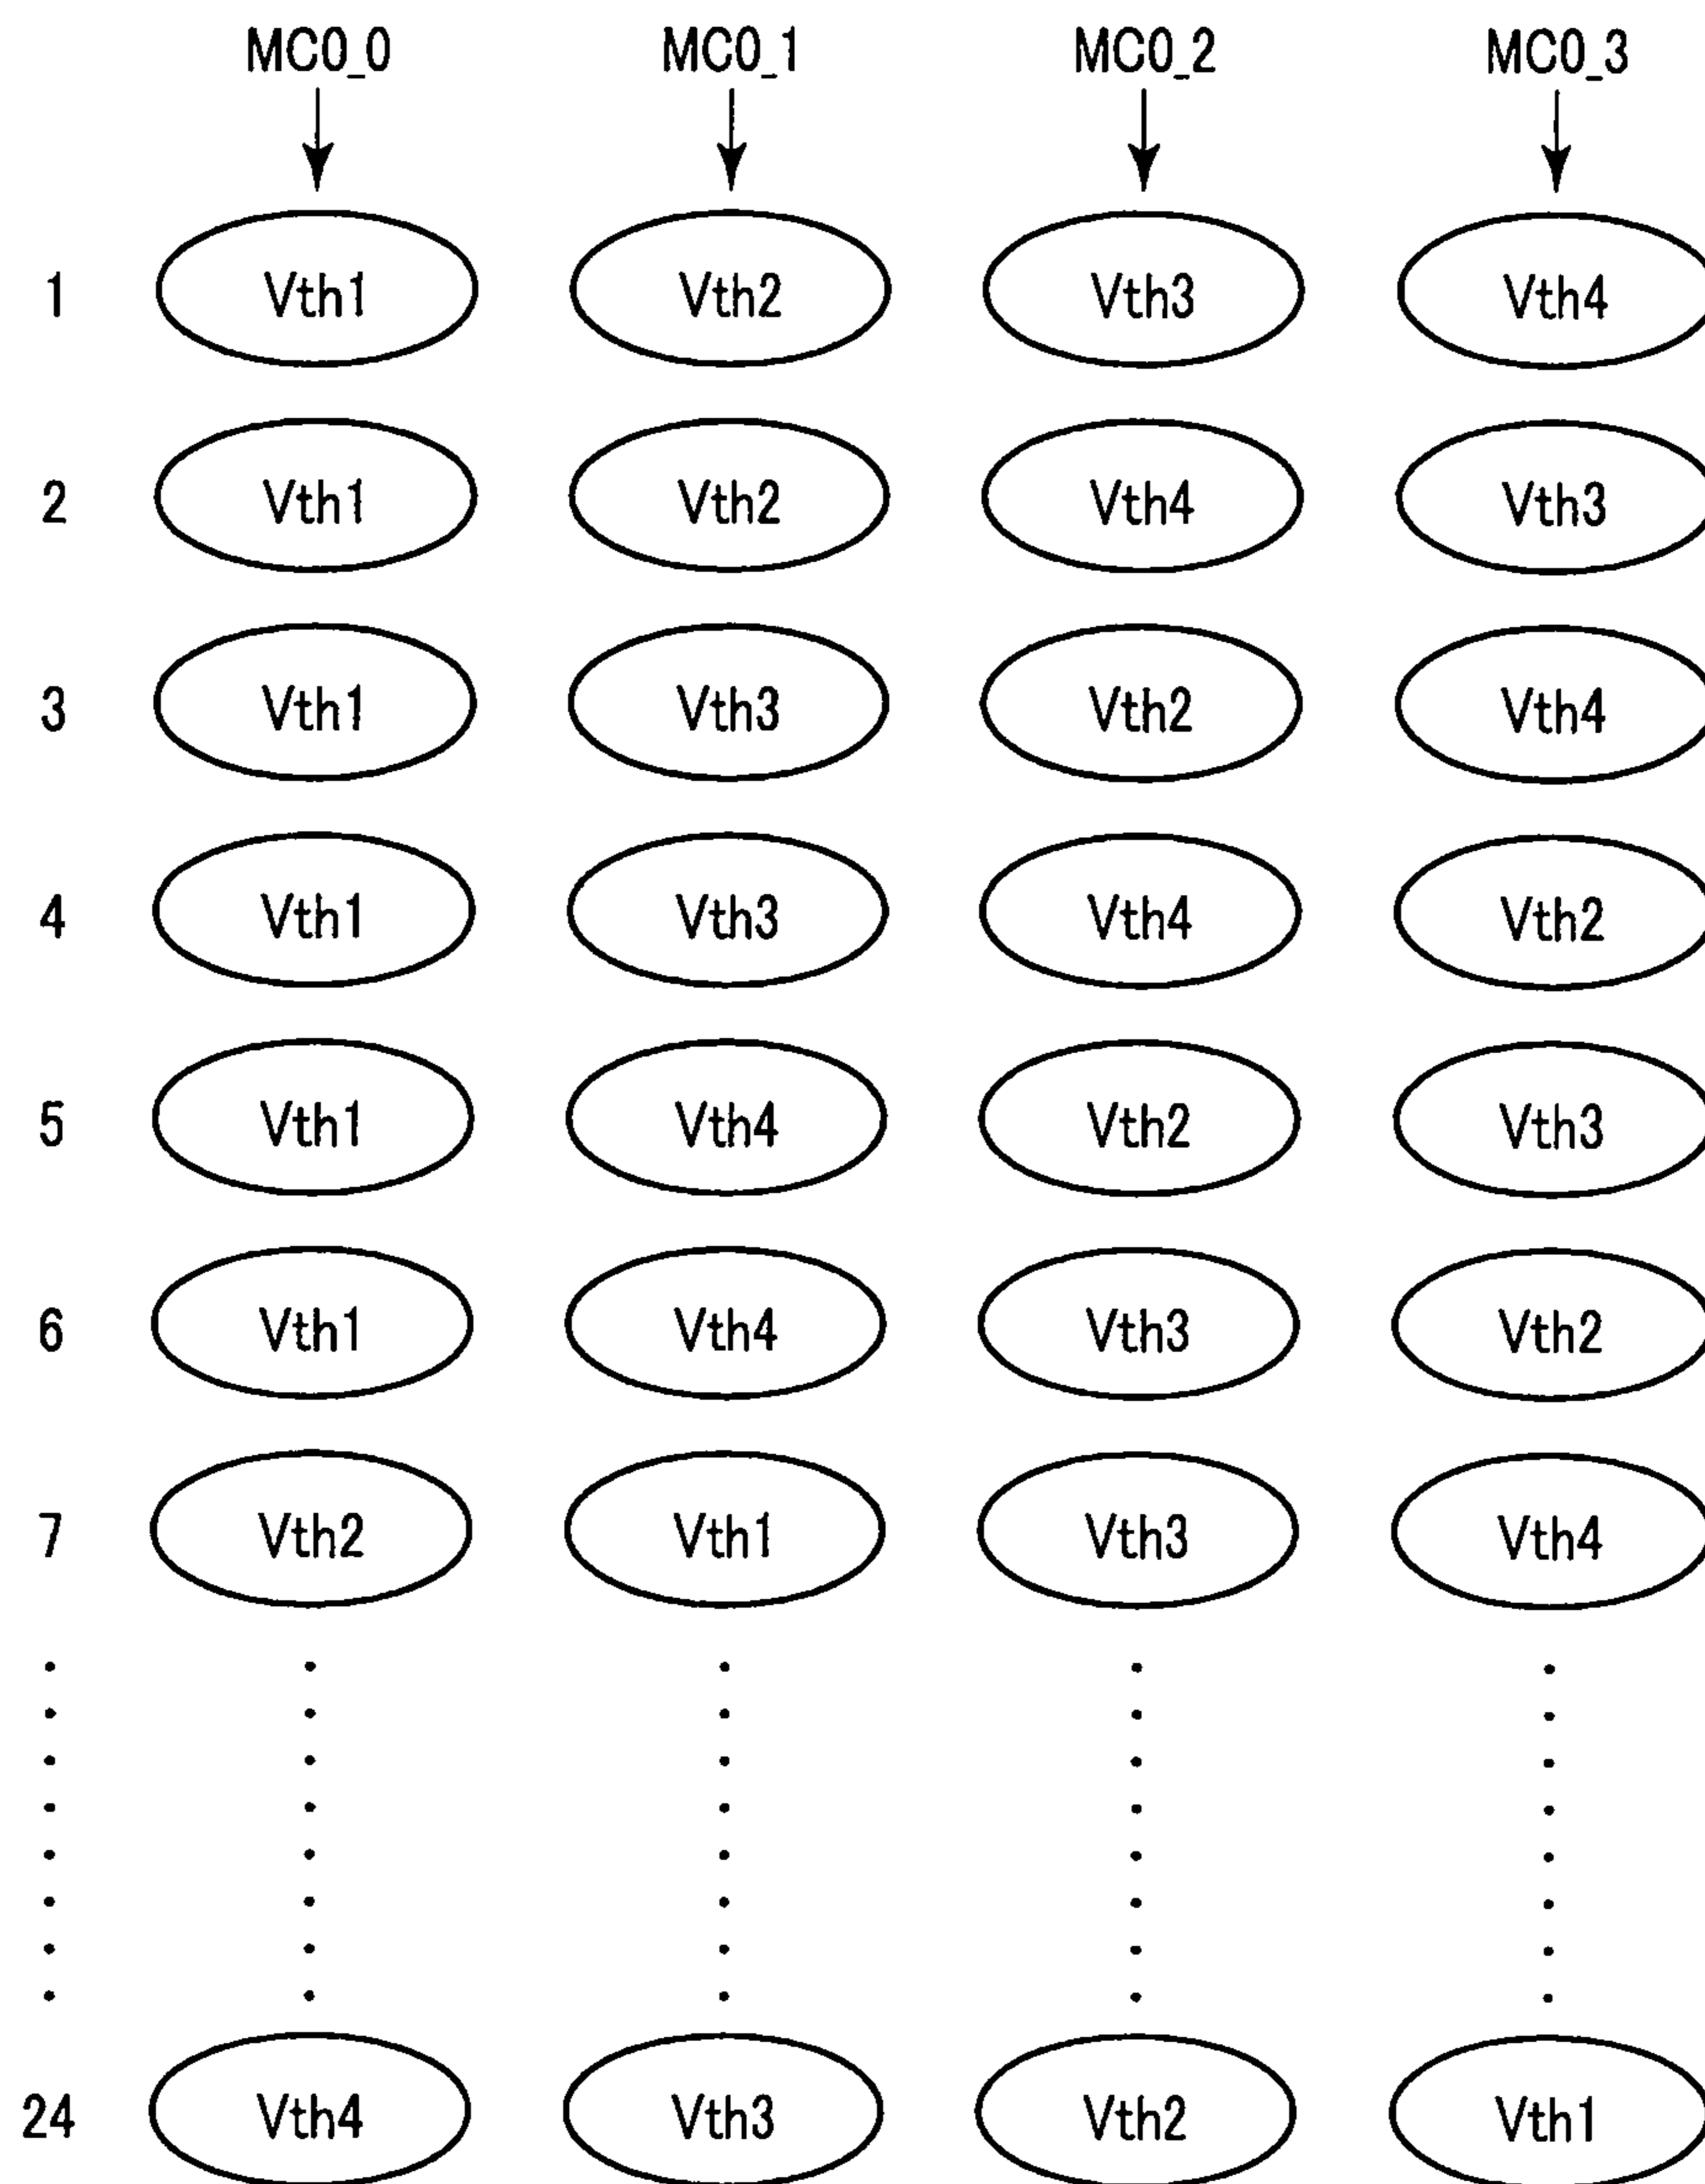 MC0_0 MC0_1 MC0_2 MC0_3
1 Vth1 Vth2 Vth3 Vth4
2 Vth1 Vth2 Vth4 Vth3
3 Vth1 Vth3 Vth2 Vth4
4 Vth1 Vth3 Vth4 Vth2
5 Vth1 Vth4 Vth2 Vth3
6 Vth1 Vth4 Vth3 Vth2
7 Vth2 Vth1 Vth3 Vth4
24 Vth4 Vth3 Vth2 Vth1